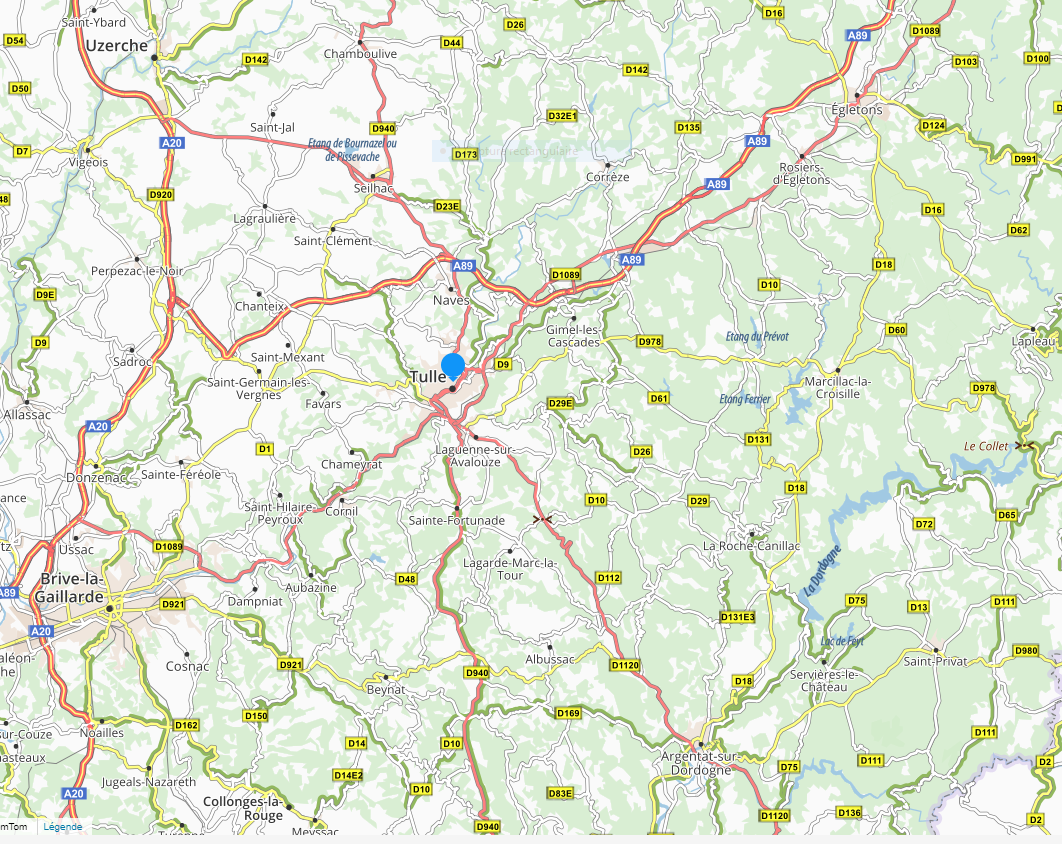 Saint-Ybard
D16
D26
D54
Uzerche
D44
A89
D1089
Chamboulive
D142
D142
D103
D100
D50
D32E1
Égletons
Saint-Jal
D940
D135
D124
A20
Etang de Bournazel ou
de Pissevache
A89
D7
Vigeois
D173
D991
Corrèze
Rosiers-
d'Égletons
Seilhac
A89
D920
48
D23E
D16
Lagraulière
D62
Saint-Clément
Perpezac-le-Noir
A89
D1089
A89
D18
D10
D9E
Chanteix
Naves
Gimel-les-
Cascades
D60
Etang du Prévot
D9
D978
Lapleau
Saint-Mexant
Sadroc
D9
Tulle
Saint-Germain-les-
Vergnes
Marcillac-la-
Croisille
D978
Favars
D29E
D61
Etang Ferrier
Allassac
A20
D131
Le Collet
D1
Laguenne-sur-
Avalouze
D26
Chameyrat
Donzenac
Sainte-Féréole
D18
ance
D10
D29
Saint-Hilaire-
Peyroux
Cornil
Sainte-Fortunade
D65
D72
Ussac
D1089
La Roche-Canillac
La Dordogne
Lagarde-Marc-la-
Tour
Brive-la-
Gaillarde
D48
D112
Aubazine
A89
Dampniat
D921
D75
D13
D111
D131E3
A20
Lac de Feyt
D980
Cosnac
D921
Albussac
D1120
Saint-Privat
D940
Servières-le-
Château
D18
Beynat
D150
D169
D162
Noailles
D14
D10
D111
Argentat-sur-
Dordogne
D111
D2
D75
D14E2
Jugeals-Nazareth
D10
D83E
A20
Collonges-la-
Rouge
D1120
D136
D2
mTom
Légende
Meyssac
D940